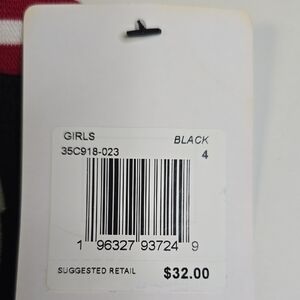 GIRLS BLACK
35C918-023 4
1 96327 93724 9
SUGGESTED RETAIL $32.00